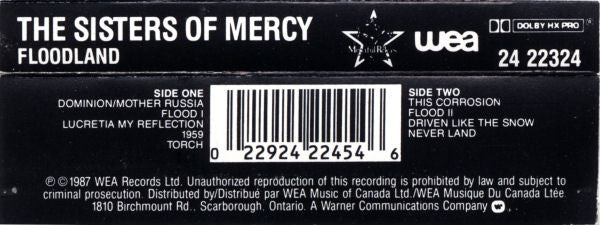 THE SISTERS OF MERCY
FLOODLAND
Merciful Release
wea
DOLBY HX PRO
24 22324
SIDE ONE
DOMINION/MOTHER RUSSIA
FLOOD I
LUCRETIA MY REFLECTION
1959
TORCH
0 22924 22454 6
SIDE TWO
THIS CORROSION
FLOOD II
DRIVEN LIKE THE SNOW
NEVER LAND
Ⓟ © 1987 WEA Records Ltd. Unauthorized reproduction of this recording is prohibited by law and subject to
criminal prosecution. Distributed by/Distribué par WEA Music of Canada Ltd./WEA Musique Du Canada Ltée.
1810 Birchmount Rd., Scarborough, Ontario. A Warner Communications Company